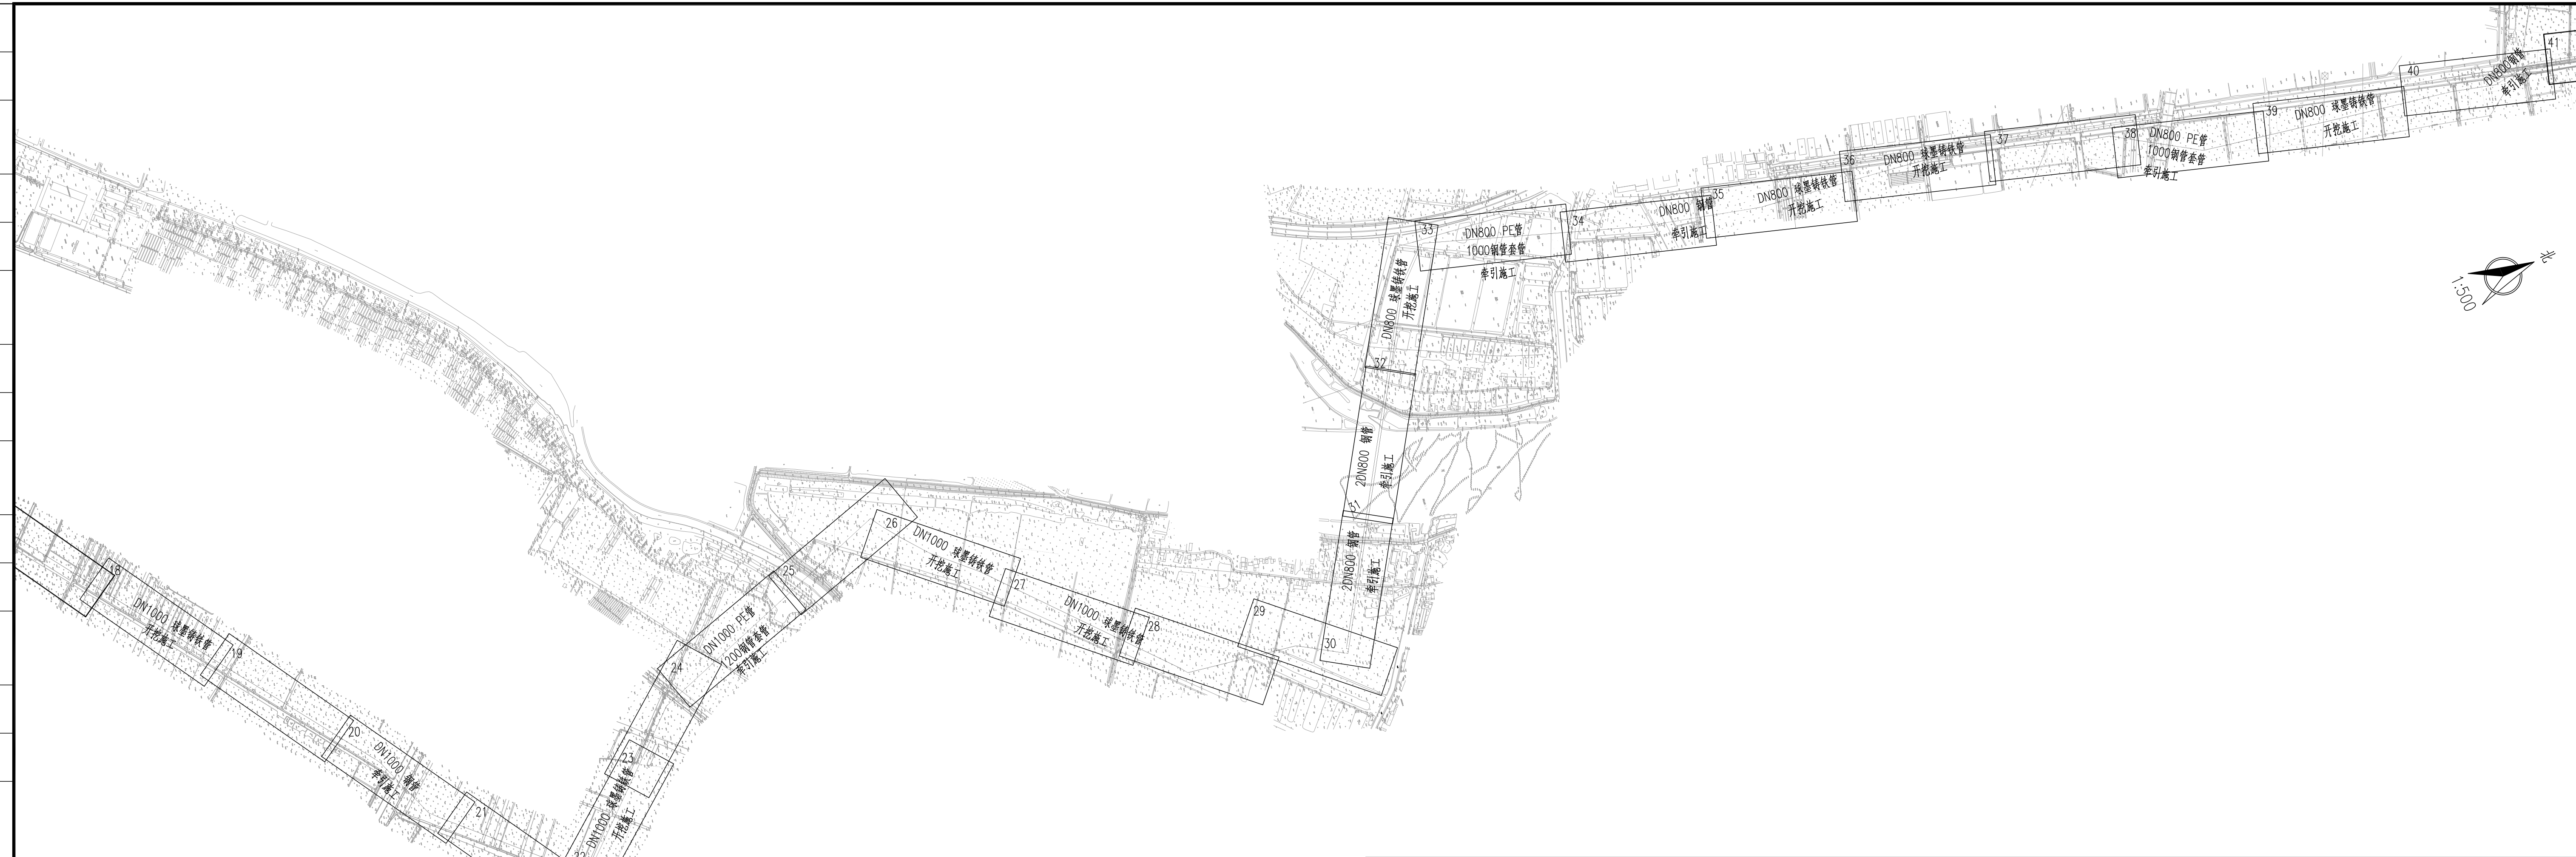 18
DN1000 球墨铸铁管
开挖施工
19
20
DN1000 钢管
牵引施工
21
22
DN1000 球墨铸铁管
开挖施工
23
24
DN1000 PE管
1200钢管套管
牵引施工
25
26
DN1000 球墨铸铁管
开挖施工
27
DN1000 球墨铸铁管
开挖施工
28
29
30
2DN800 钢管
牵引施工
31
2DN800 钢管
牵引施工
32
DN800 球墨铸铁管
开挖施工
33
DN800 PE管
1000钢管套管
牵引施工
34
DN800 钢管
牵引施工
35
DN800 球墨铸铁管
开挖施工
36
DN800 球墨铸铁管
开挖施工
37
38
DN800 PE管
1000钢管套管
牵引施工
39
DN800 球墨铸铁管
开挖施工
40
DN800钢管
牵引施工
41
北
1:500